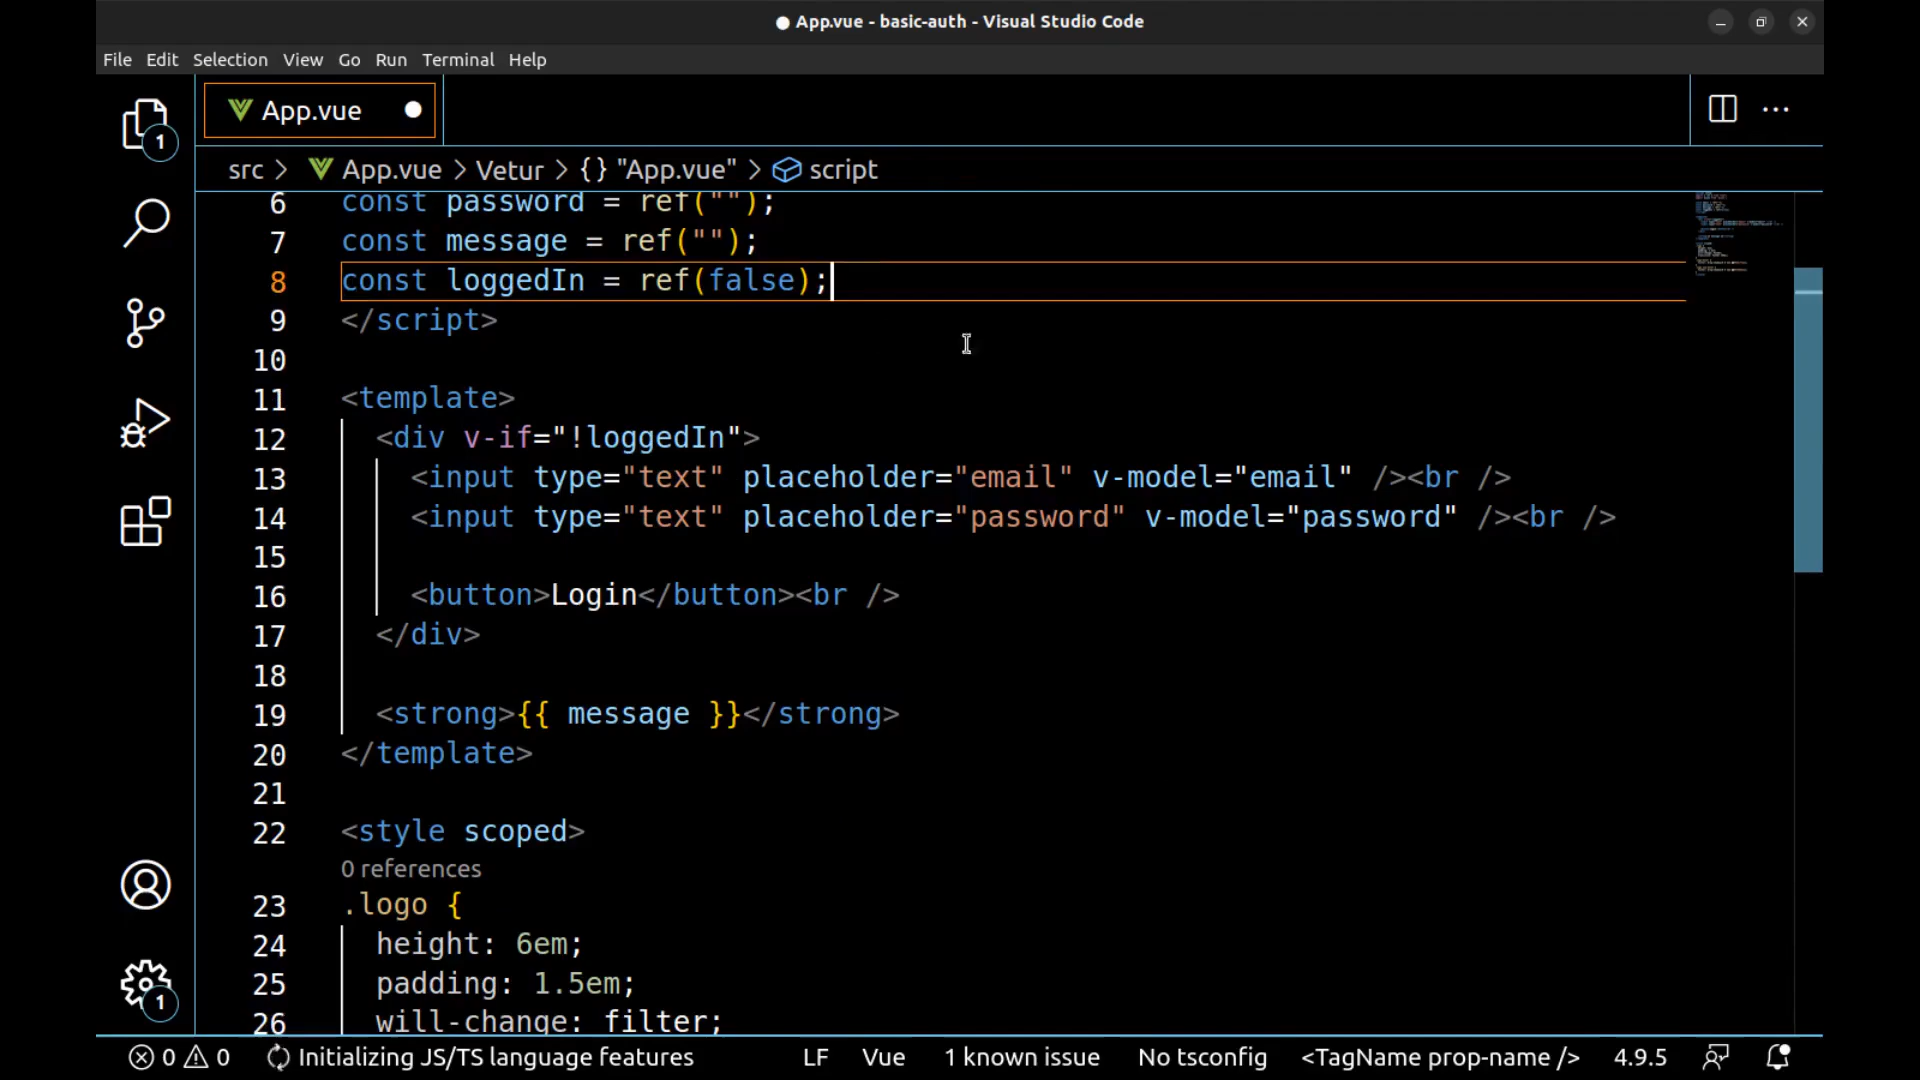 App.vue - basic-auth - Visual Studio Code
File Edit Selection View Go Run Terminal Help
App.vue
src > App.vue > Vetur > {} "App.vue" > script
6 const password = ref("");
7 const message = ref("");
8 const loggedIn = ref(false);
9 </script>
10
11 <template>
12 <div v-if="!loggedIn">
13 <input type="text" placeholder="email" v-model="email" /><br />
14 <input type="text" placeholder="password" v-model="password" /><br />
15
16 <button>Login</button><br />
17 </div>
18
19 <strong>{{ message }}</strong>
20 </template>
21
22 <style scoped>
0 references
23 .logo {
24 height: 6em;
25 padding: 1.5em;
26 will-change: filter;
1
1
0 0 Initializing JS/TS language features LF Vue 1 known issue No tsconfig <TagName prop-name /> 4.9.5